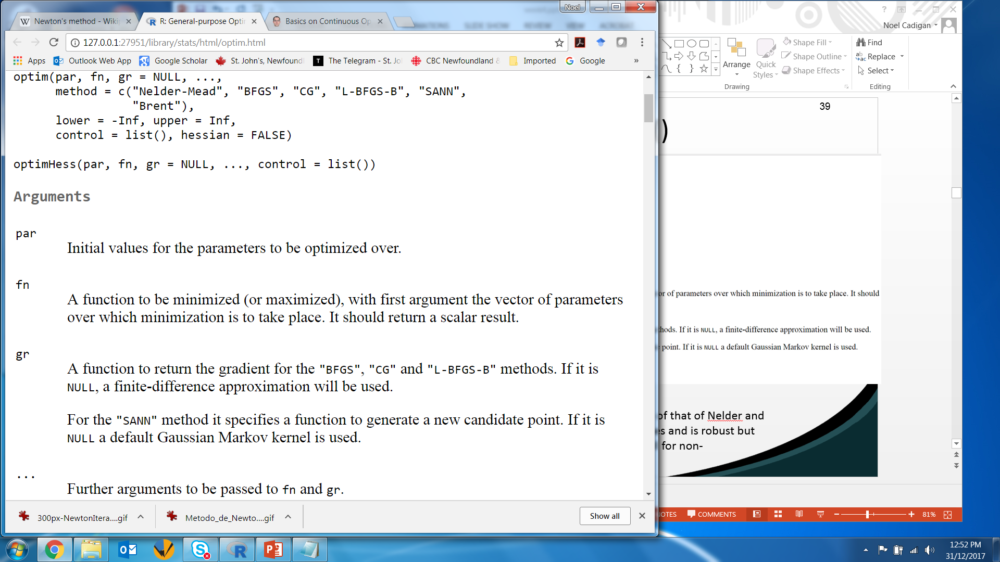 Noel
Newton's method - Wiki
R: General-purpose Opti
Basics on Continuous Op
127.0.0.1:27951/library/stats/html/optim.html
Apps
Outlook Web App
Google Scholar
St. John's, Newfound
The Telegram - St. Jo
CBC Newfoundland &
Imported
Google
»
optim(par, fn, gr = NULL, ...,
method = c("Nelder-Mead", "BFGS", "CG", "L-BFGS-B", "SANN",
"Brent"),
lower = -Inf, upper = Inf,
control = list(), hessian = FALSE)
optimHess(par, fn, gr = NULL, ..., control = list())
Arguments
par
Initial values for the parameters to be optimized over.
fn
A function to be minimized (or maximized), with first argument the vector of parameters
over which minimization is to take place. It should return a scalar result.
gr
A function to return the gradient for the "BFGS", "CG" and "L-BFGS-B" methods. If it is
NULL, a finite-difference approximation will be used.
For the "SANN" method it specifies a function to generate a new candidate point. If it is
NULL a default Gaussian Markov kernel is used.
...
Further arguments to be passed to fn and gr.
300px-NewtonItera....gif
Metodo_de_Newto....gif
Show all
SLIDE SHOW
REVIEW
VIEW
Noel Cadigan
Arrange
Quick
Styles
Shape Fill
Shape Outline
Shape Effects
Drawing
Find
Replace
Select
Editing
39
)
or of parameters over which minimization is to take place. It should
hods. If it is NULL, a finite-difference approximation will be used.
point. If it is NULL a default Gaussian Markov kernel is used.
of that of Nelder and
s and is robust but
for non-
OTES
COMMENTS
81%
12:52 PM
31/12/2017